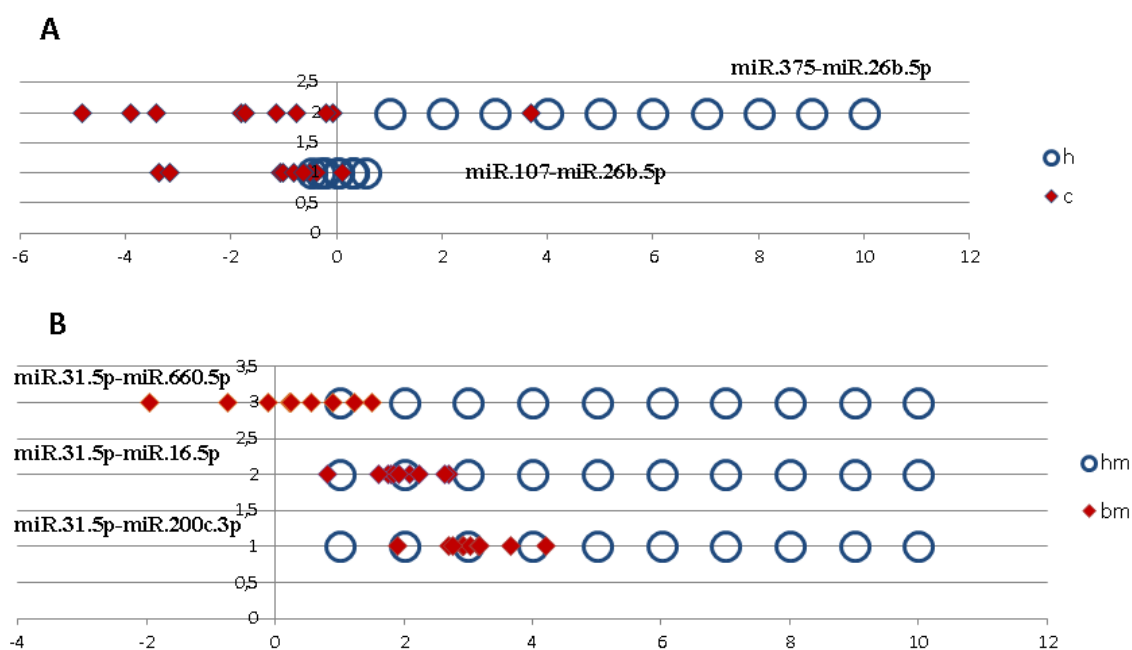 A
miR.375-miR.26b.5p
2,5
2
1,5
miR.107-miR.26b.5p
1
0,5
0
-6 -4 -2 0 2 4 6 8 10 12
h
c
B
3,5
miR.31.5p-miR.660.5p
3
2,5
miR.31.5p-miR.16.5p
2
1,5
miR.31.5p-miR.200c.3p
1
0,5
0
-4 -2 0 2 4 6 8 10 12
hm
bm